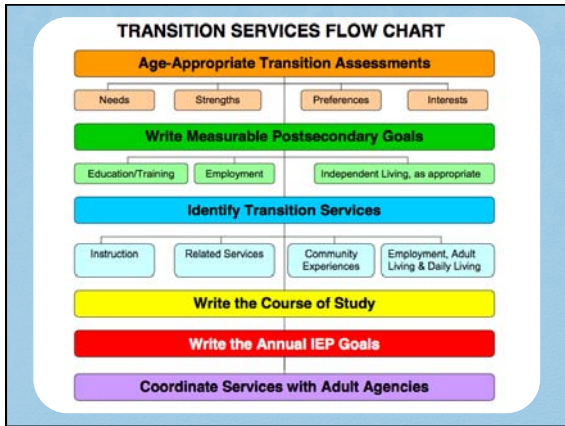 TRANSITION SERVICES FLOW CHART
Age-Appropriate Transition Assessments
Needs
Strengths
Preferences
Interests
Write Measurable Postsecondary Goals
Education/Training
Employment
Independent Living, as appropriate
Identify Transition Services
Instruction
Related Services
Community
Experiences
Employment, Adult
Living & Daily Living
Write the Course of Study
Write the Annual IEP Goals
Coordinate Services with Adult Agencies